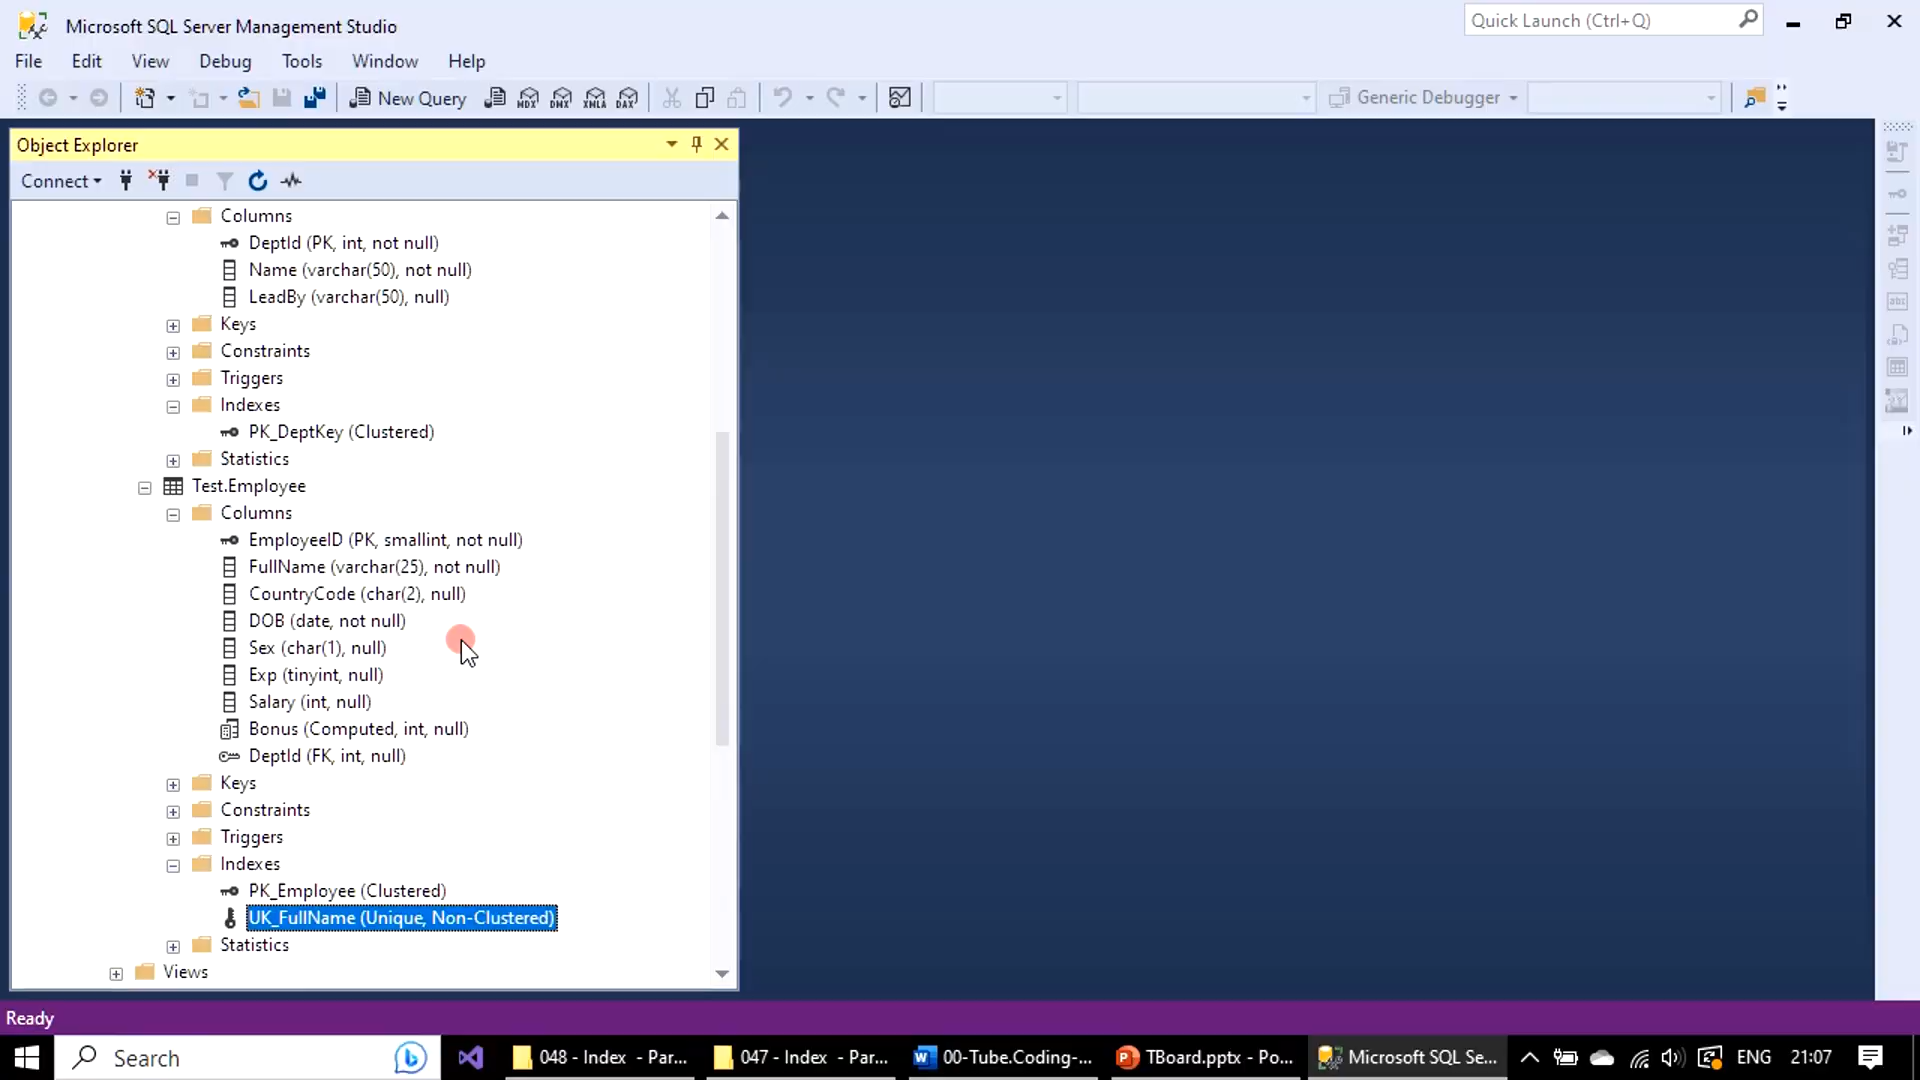 Microsoft SQL Server Management Studio
Quick Launch (Ctrl+Q)
File Edit View Debug Tools Window Help
New Query MDX DMX XMLA DAX Generic Debugger
Object Explorer
Connect
Columns
DeptId (PK, int, not null)
Name (varchar(50), not null)
LeadBy (varchar(50), null)
Keys
Constraints
Triggers
Indexes
PK_DeptKey (Clustered)
Statistics
Test.Employee
Columns
EmployeeID (PK, smallint, not null)
FullName (varchar(25), not null)
CountryCode (char(2), null)
DOB (date, not null)
Sex (char(1), null)
Exp (tinyint, null)
Salary (int, null)
Bonus (Computed, int, null)
DeptId (FK, int, null)
Keys
Constraints
Triggers
Indexes
PK_Employee (Clustered)
UK_FullName (Unique, Non-Clustered)
Statistics
Views
Ready
Search 048 - Index - Par... 047 - Index - Par... 00-Tube.Coding-... TBoard.pptx - Po... Microsoft SQL Se... ENG 21:07